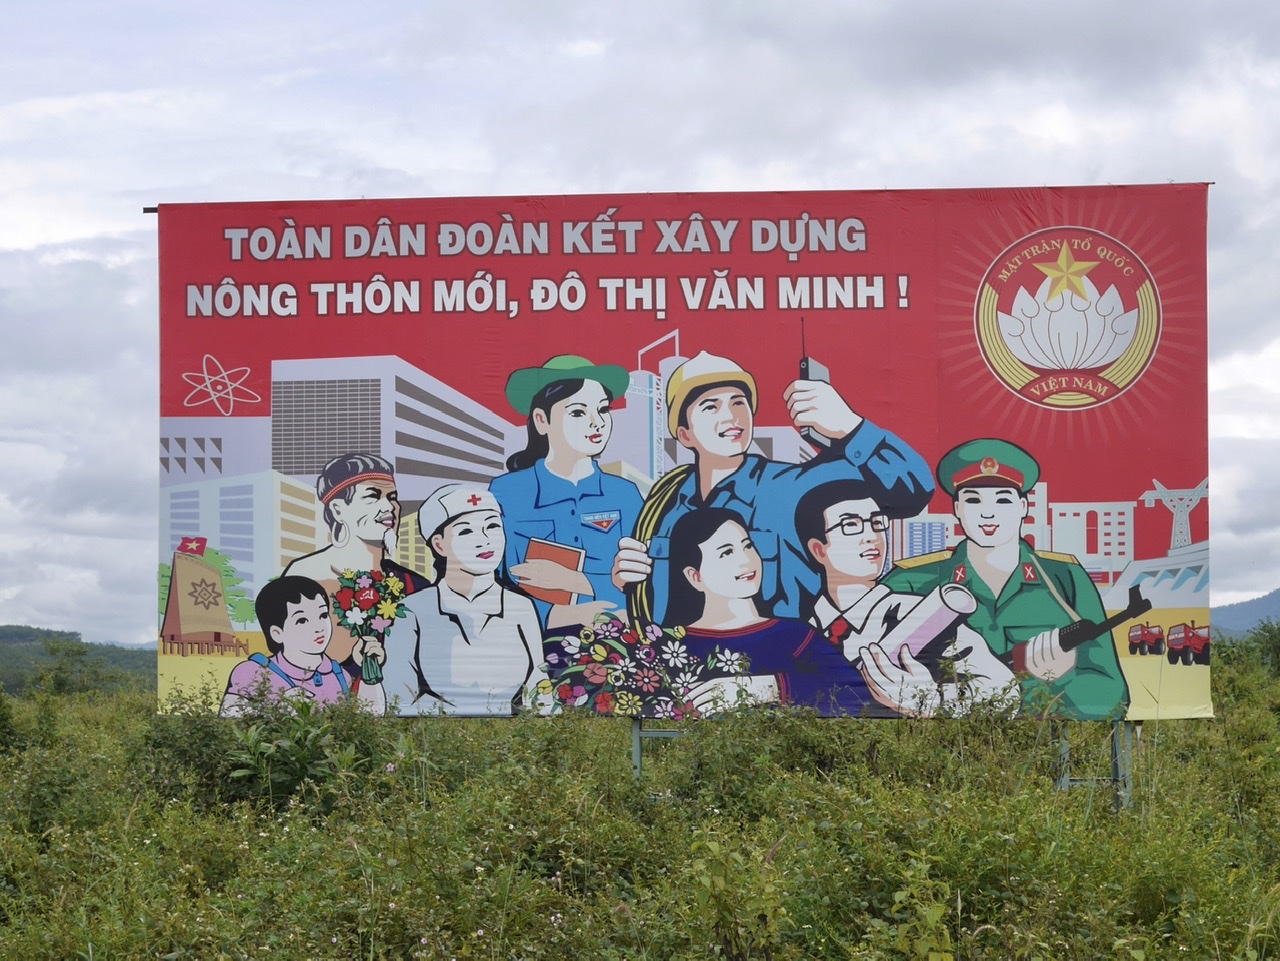 TOÀN DÂN ĐOÀN KẾT XÂY DỰNG
NÔNG THÔN MỚI, ĐÔ THỊ VĂN MINH !
MẶT TRẬN TỔ QUỐC
VIỆT NAM